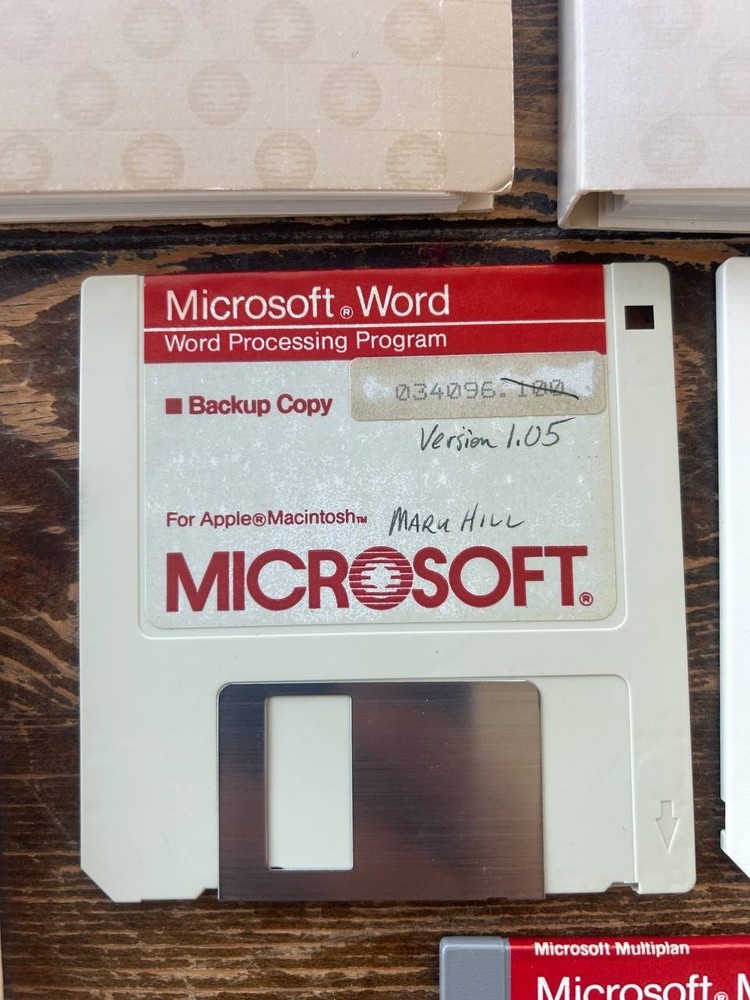 Microsoft® Word
Word Processing Program
■ Backup Copy
034096.100
Version 1.05
For Apple® Macintosh™
MARK HILL
MICROSOFT®
Microsoft Multiplan
Microsoft® M